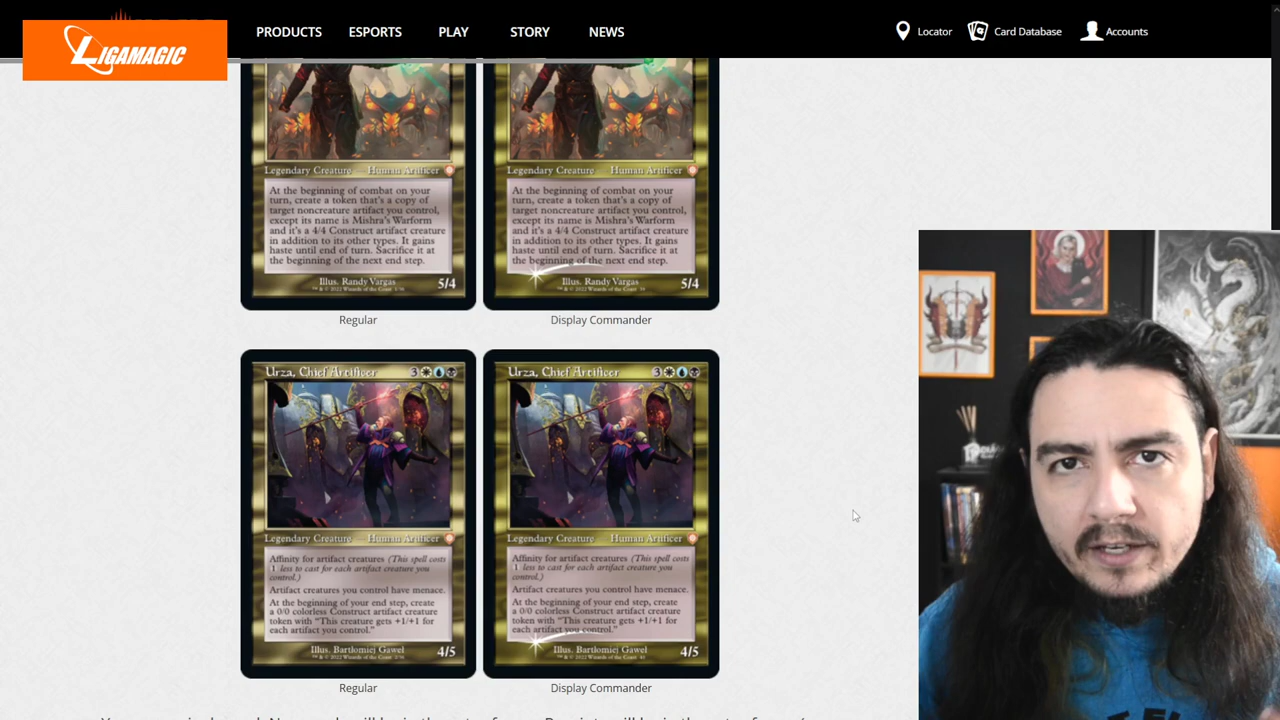 LIGAMAGIC
PRODUCTS
ESPORTS
PLAY
STORY
NEWS
Locator
Card Database
Accounts
Legendary Creature — Human Artificer
At the beginning of combat on your
turn, create a token that's a copy of
target noncreature artifact you control,
except its name is Mishra's Warform
and it's a 4/4 Construct artifact creature
in addition to its other types. It gains
haste until end of turn. Sacrifice it at
the beginning of the next end step.
Illus. Randy Vargas
5/4
Regular
Legendary Creature — Human Artificer
At the beginning of combat on your
turn, create a token that's a copy of
target noncreature artifact you control,
except its name is Mishra's Warform
and it's a 4/4 Construct artifact creature
in addition to its other types. It gains
haste until end of turn. Sacrifice it at
the beginning of the next end step.
Illus. Randy Vargas
5/4
Display Commander
Urza, Chief Artificer 3
Legendary Creature — Human Artificer
Affinity for artifact creatures (This spell costs
1 less to cast for each artifact creature you
control.)
Artifact creatures you control have menace.
At the beginning of your end step, create
a 0/0 colorless Construct artifact creature
token with "This creature gets +1/+1 for
each artifact you control."
Illus. Bartłomiej Gaweł
4/5
Regular
Urza, Chief Artificer 3
Legendary Creature — Human Artificer
Affinity for artifact creatures (This spell costs
1 less to cast for each artifact creature you
control.)
Artifact creatures you control have menace.
At the beginning of your end step, create
a 0/0 colorless Construct artifact creature
token with "This creature gets +1/+1 for
each artifact you control."
Illus. Bartłomiej Gaweł
4/5
Display Commander